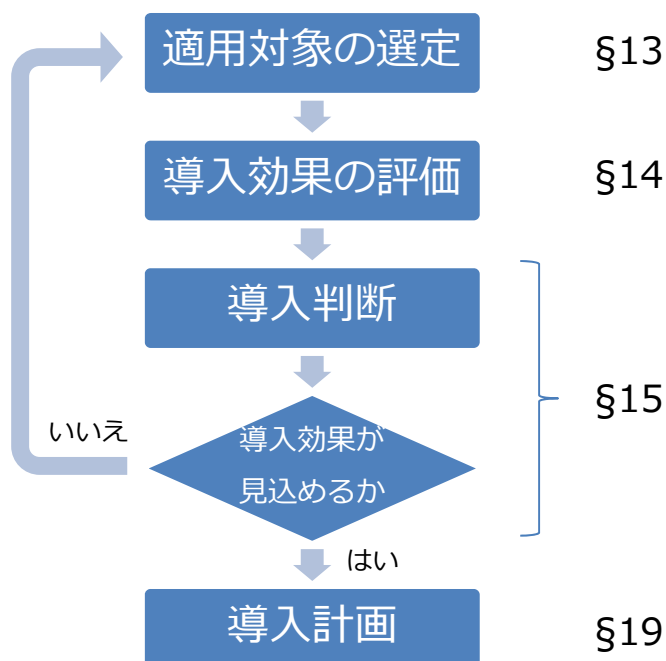 適用対象の選定 §13
導入効果の評価 §14
導入判断
§15
いいえ
導入効果が
見込めるか
はい
導入計画 §19